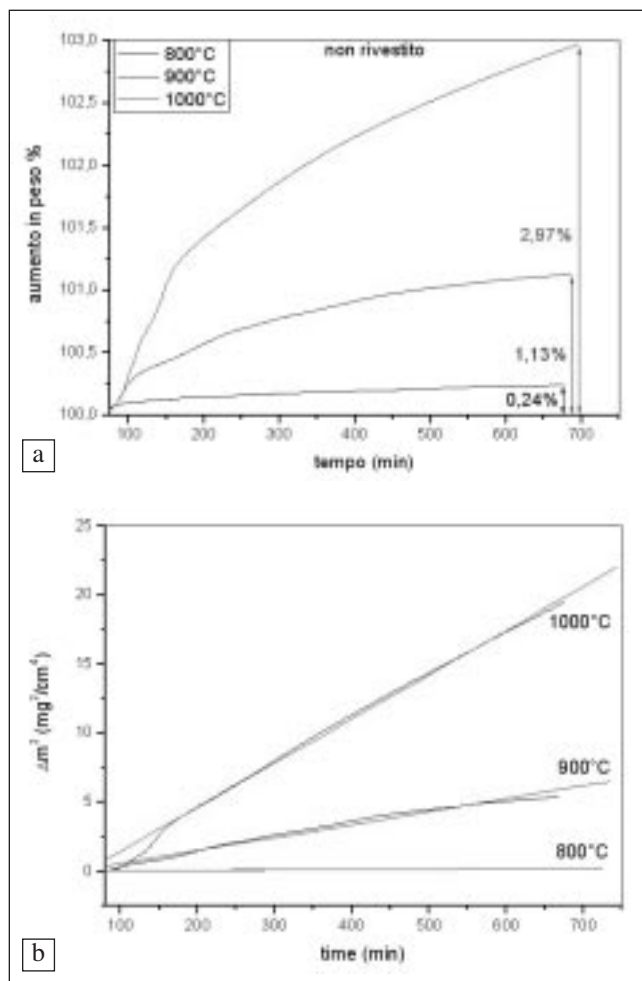 103,0
non rivestito
800°C
900°C
1000°C
102,5
102,0
101,5
101,0
100,5
100,0
aumento in peso %
2,97%
1,13%
0,24%
100
200
300
400
500
600
700
tempo (min)
a
25
20
15
10
5
0
Δm² (mg²/cm⁴)
1000°C
900°C
800°C
100
200
300
400
500
600
700
time (min)
b